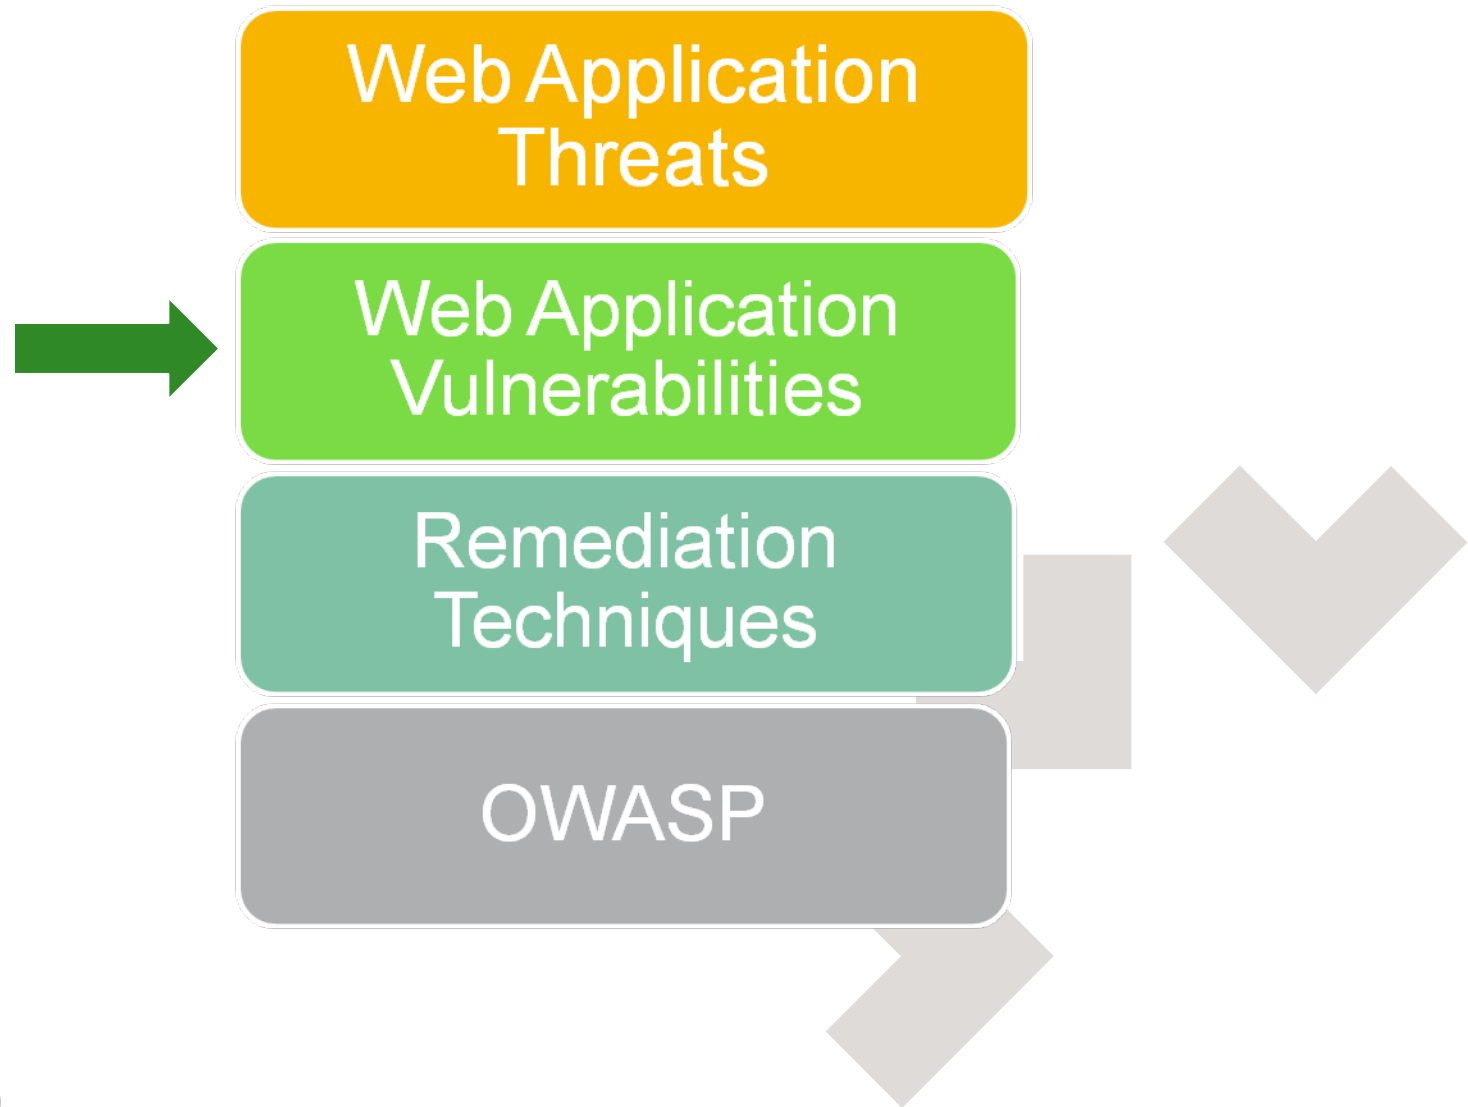 Web Application
Threats
Web Application
Vulnerabilities
Remediation
Techniques
OWASP